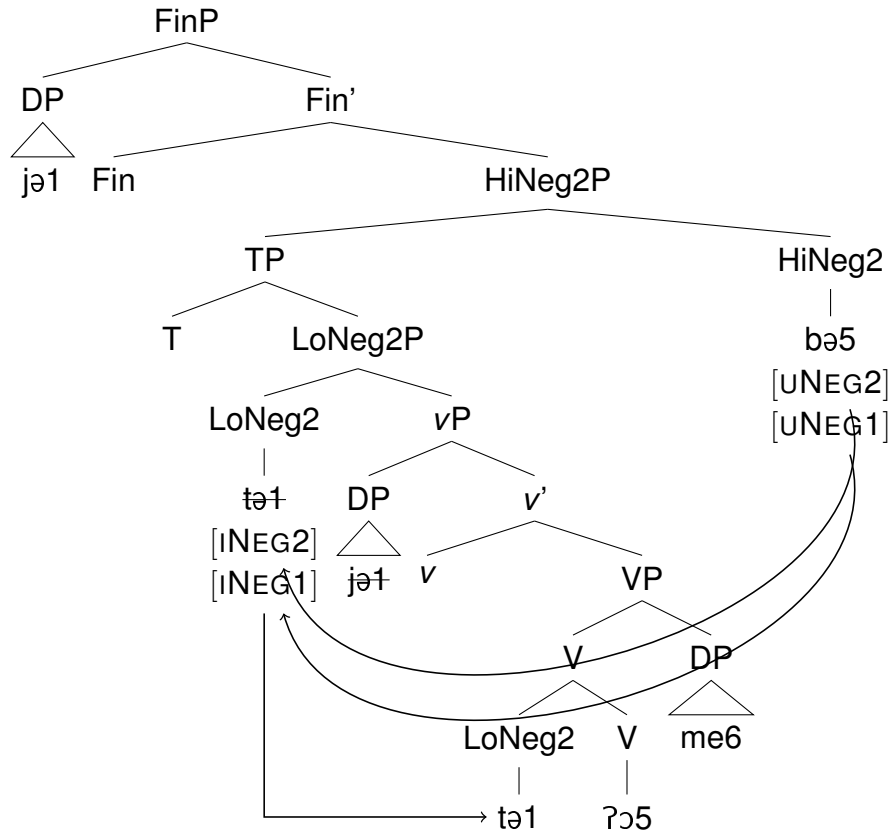 FinP
DP Fin’
jə1 Fin HiNeg2P
TP HiNeg2
T LoNeg2P bə5
[UNEG2]
LoNeg2 vP [UNEG1]
tə1 DP v’
[INEG2]
[INEG1] jə1 v VP
V DP
LoNeg2 V me6
tə1 ʔɔ5